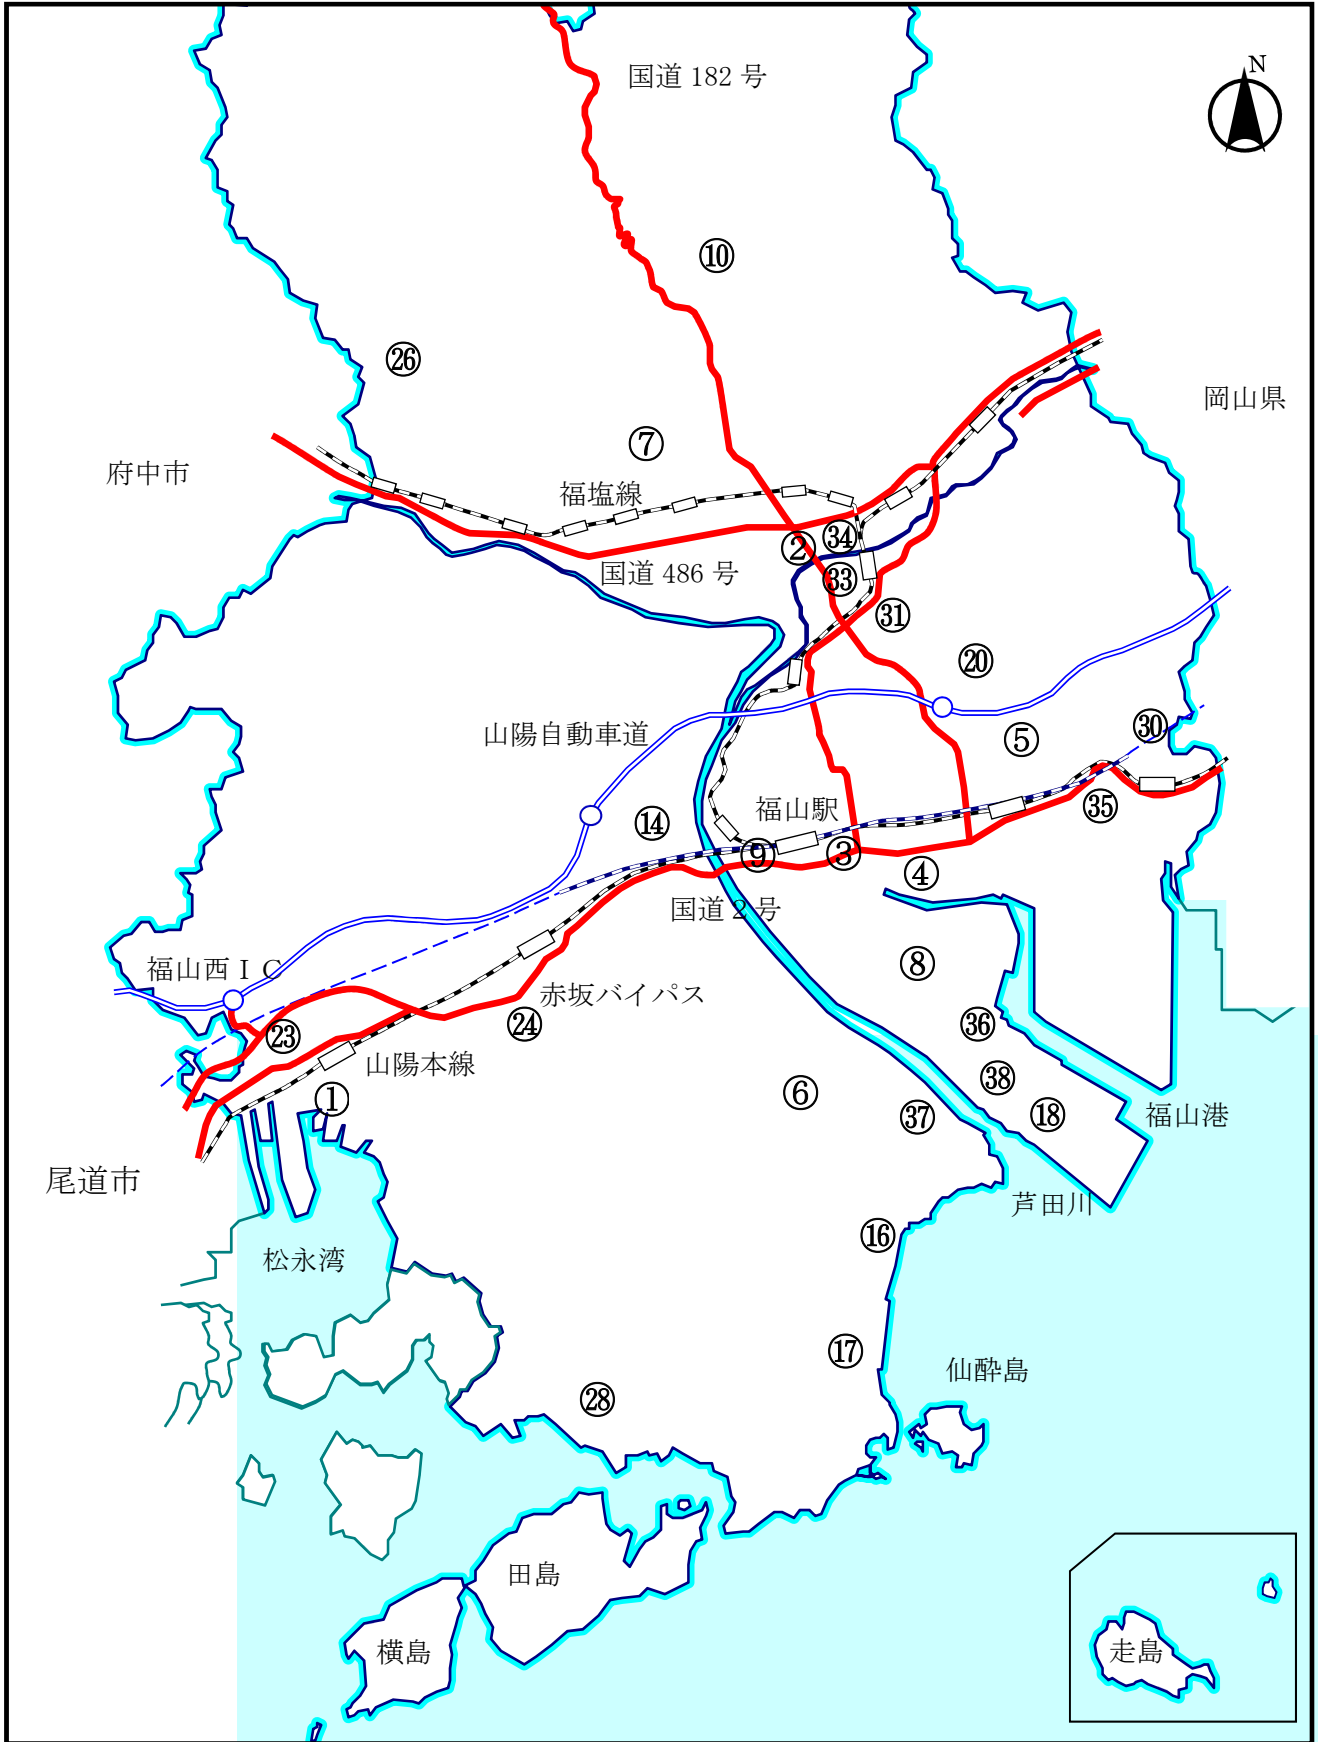 国道 182 号
N
⑩
㉖
岡山県
⑦
府中市
福塩線
㉞
②
国道 486 号
㉝
㉛
⑳
山陽自動車道
⑤
㉚
福山駅
㉟
⑭
⑨
③
④
国道 2 号
⑧
福山西ＩＣ
赤坂バイパス
㉔
㊱
㉓
山陽本線
㊳
⑥
①
㊲
⑱
福山港
尾道市
芦田川
⑯
松永湾
⑰
仙酔島
㉘
田島
横島
走島